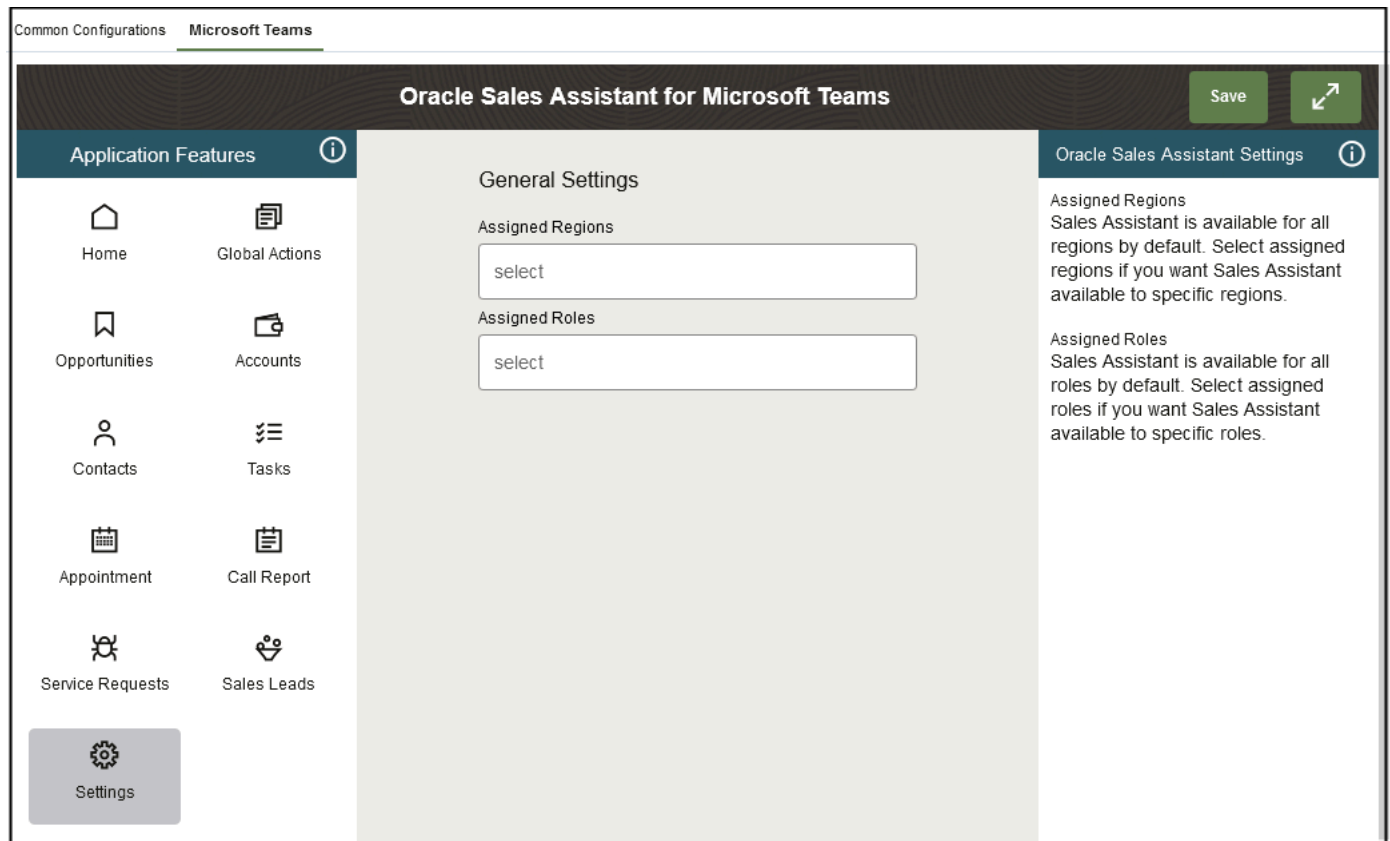 Common Configurations Microsoft Teams
Oracle Sales Assistant for Microsoft Teams
Save
Application Features
Home Global Actions
Opportunities Accounts
Contacts Tasks
Appointment Call Report
Service Requests Sales Leads
Settings
General Settings
Assigned Regions
select
Assigned Roles
select
Oracle Sales Assistant Settings
Assigned Regions
Sales Assistant is available for all
regions by default. Select assigned
regions if you want Sales Assistant
available to specific regions.
Assigned Roles
Sales Assistant is available for all
roles by default. Select assigned
roles if you want Sales Assistant
available to specific roles.